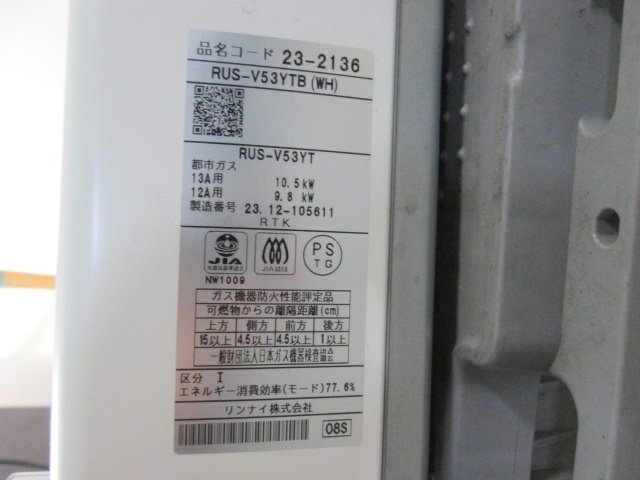 品名コード 23-2136
RUS-V53YTB(WH)
RUS-V53YT
都市ガス
13A用 10.5kW
12A用 9.8kW
製造番号 23.12-105611
RTK
JIA
NW1009
JIA認証
PS
TG
ガス機器防火性能評定品
可燃物からの離隔距離(cm)
上方 側方 前方 後方
15以上 4.5以上 4.5以上 1以上
一般財団法人日本ガス機器検査協会
区分 I
エネルギー消費効率(モード)77.6%
リンナイ株式会社
08S